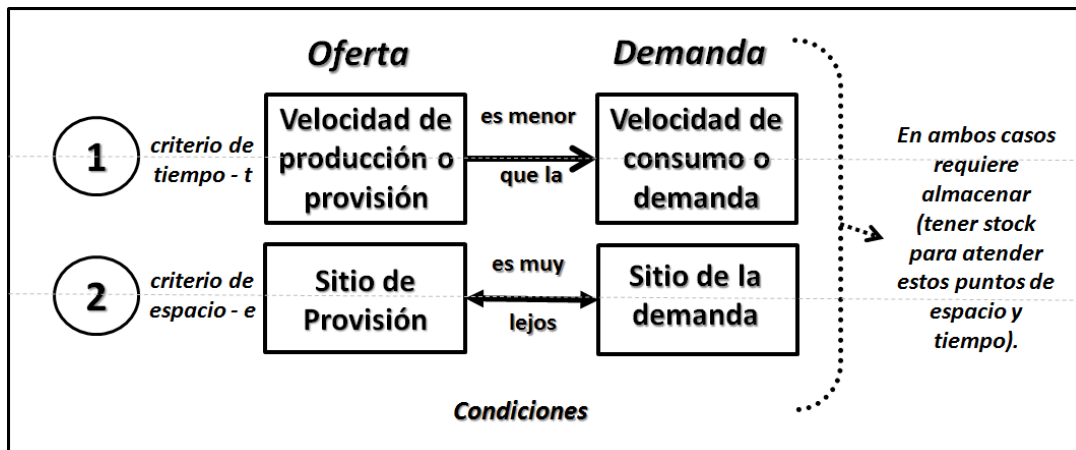 Oferta
Demanda
1
criterio de
tiempo - t
Velocidad de
producción o
provisión
es menor
que la
Velocidad de
consumo o
demanda
2
criterio de
espacio - e
Sitio de
Provisión
es muy
lejos
Sitio de la
demanda
En ambos casos
requiere
almacenar
(tener stock
para atender
estos puntos de
espacio y
tiempo).
Condiciones